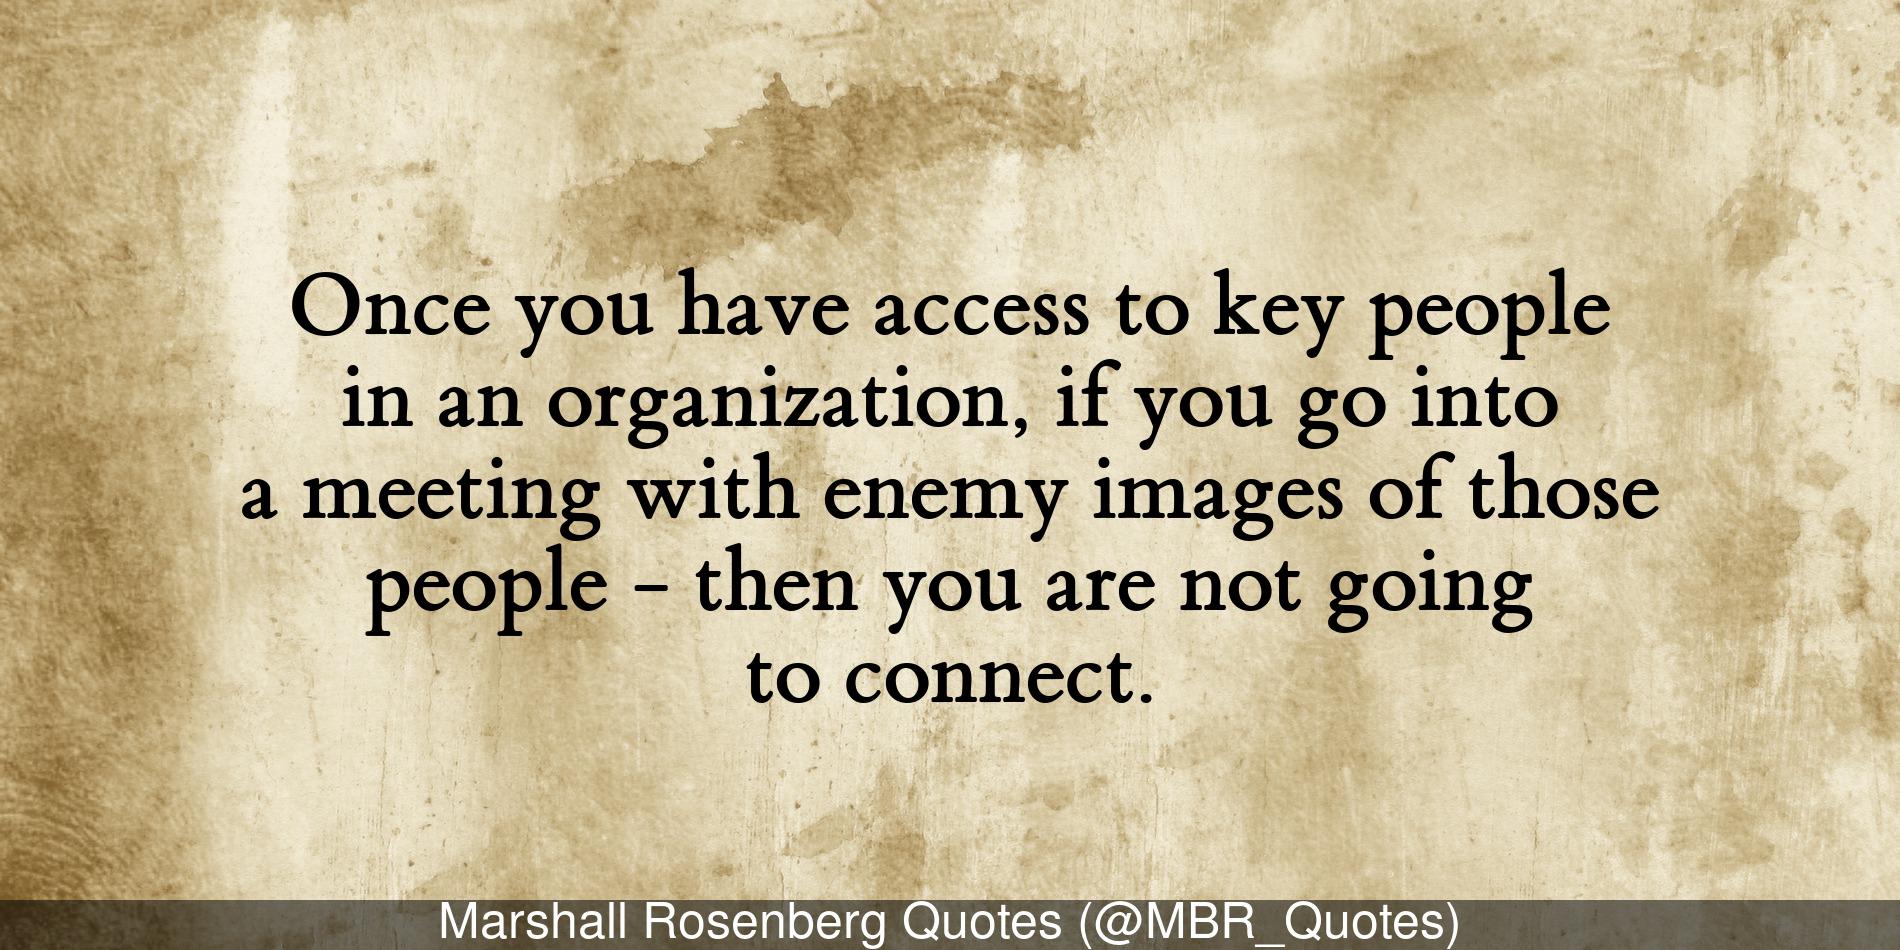 Once you have access to key people
in an organization, if you go into
a meeting with enemy images of those
people – then you are not going
to connect.
Marshall Rosenberg Quotes (@MBR_Quotes)